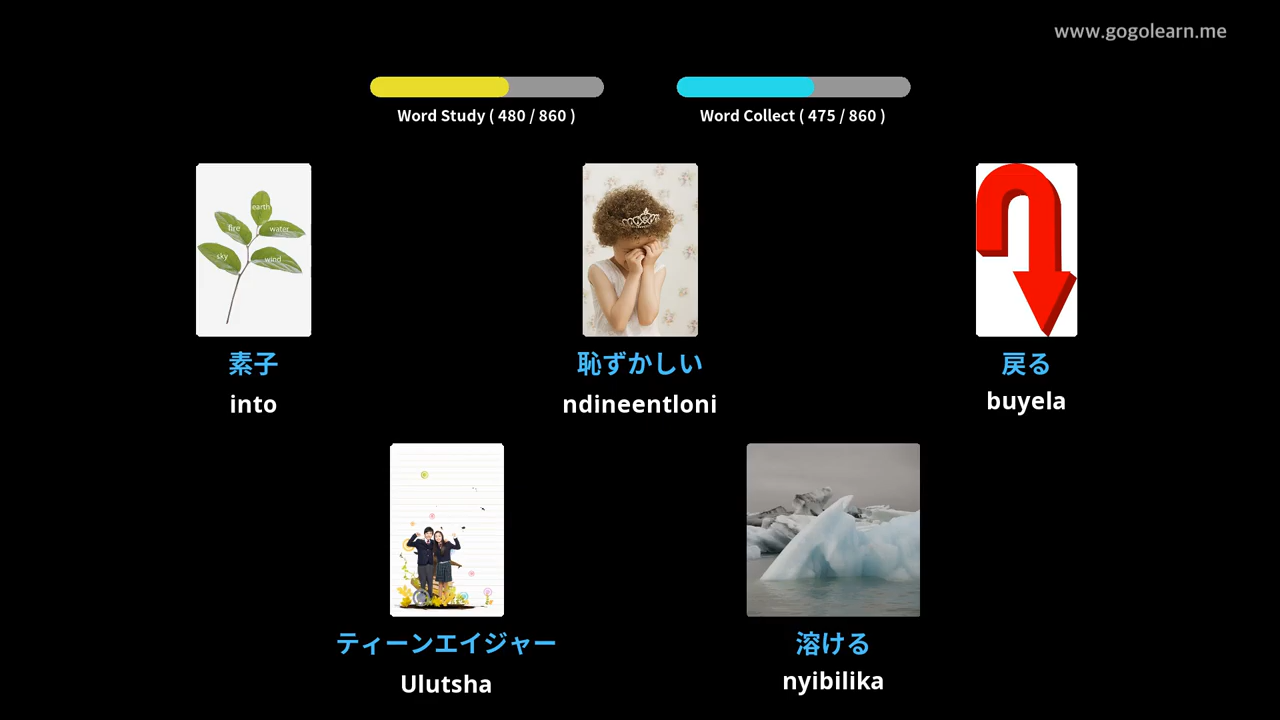 www.gogolearn.me
Word Study ( 480 / 860 )
Word Collect ( 475 / 860 )
earth
fire
water
sky
wind
素子
into
恥ずかしい
ndineentloni
戻る
buyela
ティーンエイジャー
Ulutsha
溶ける
nyibilika